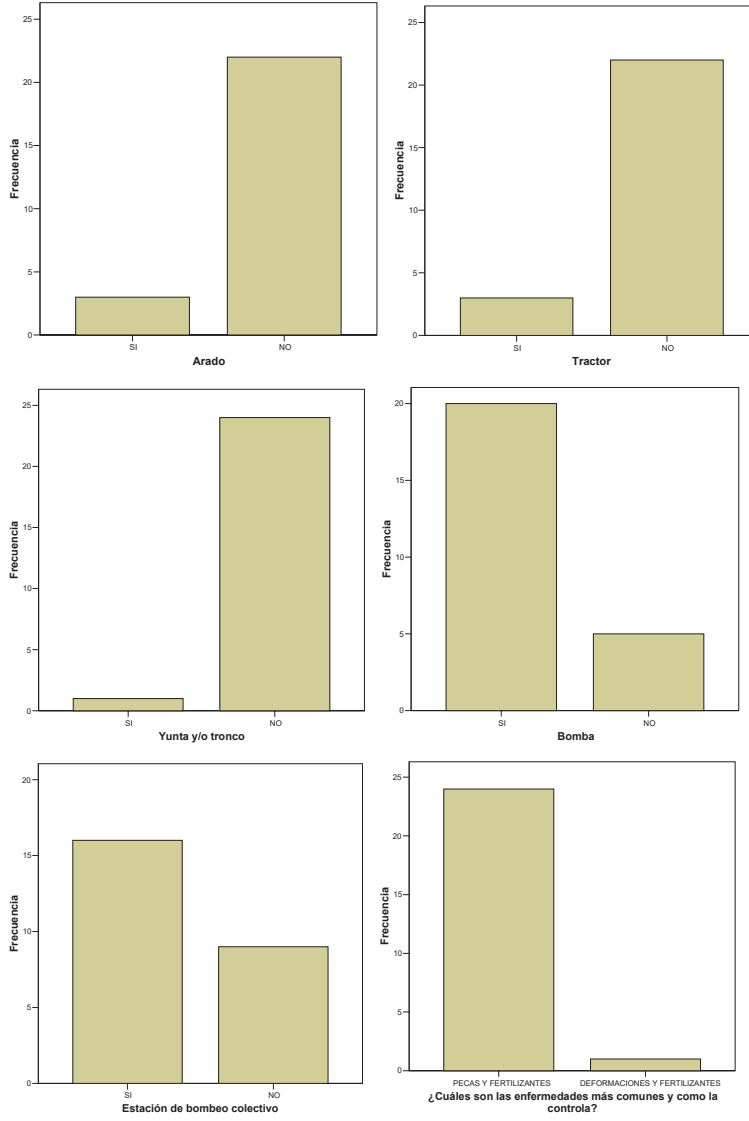 25
20
15
10
5
0
Frecuencia
SI
NO
Arado
25
20
15
10
5
0
Frecuencia
SI
NO
Tractor
25
20
15
10
5
0
Frecuencia
SI
NO
Yunta y/o tronco
20
15
10
5
0
Frecuencia
SI
NO
Bomba
20
15
10
5
0
Frecuencia
SI
NO
Estación de bombeo colectivo
25
20
15
10
5
0
Frecuencia
PECAS Y FERTILIZANTES
DEFORMACIONES Y FERTILIZANTES
¿Cuáles son las enfermedades más comunes y como la
controla?